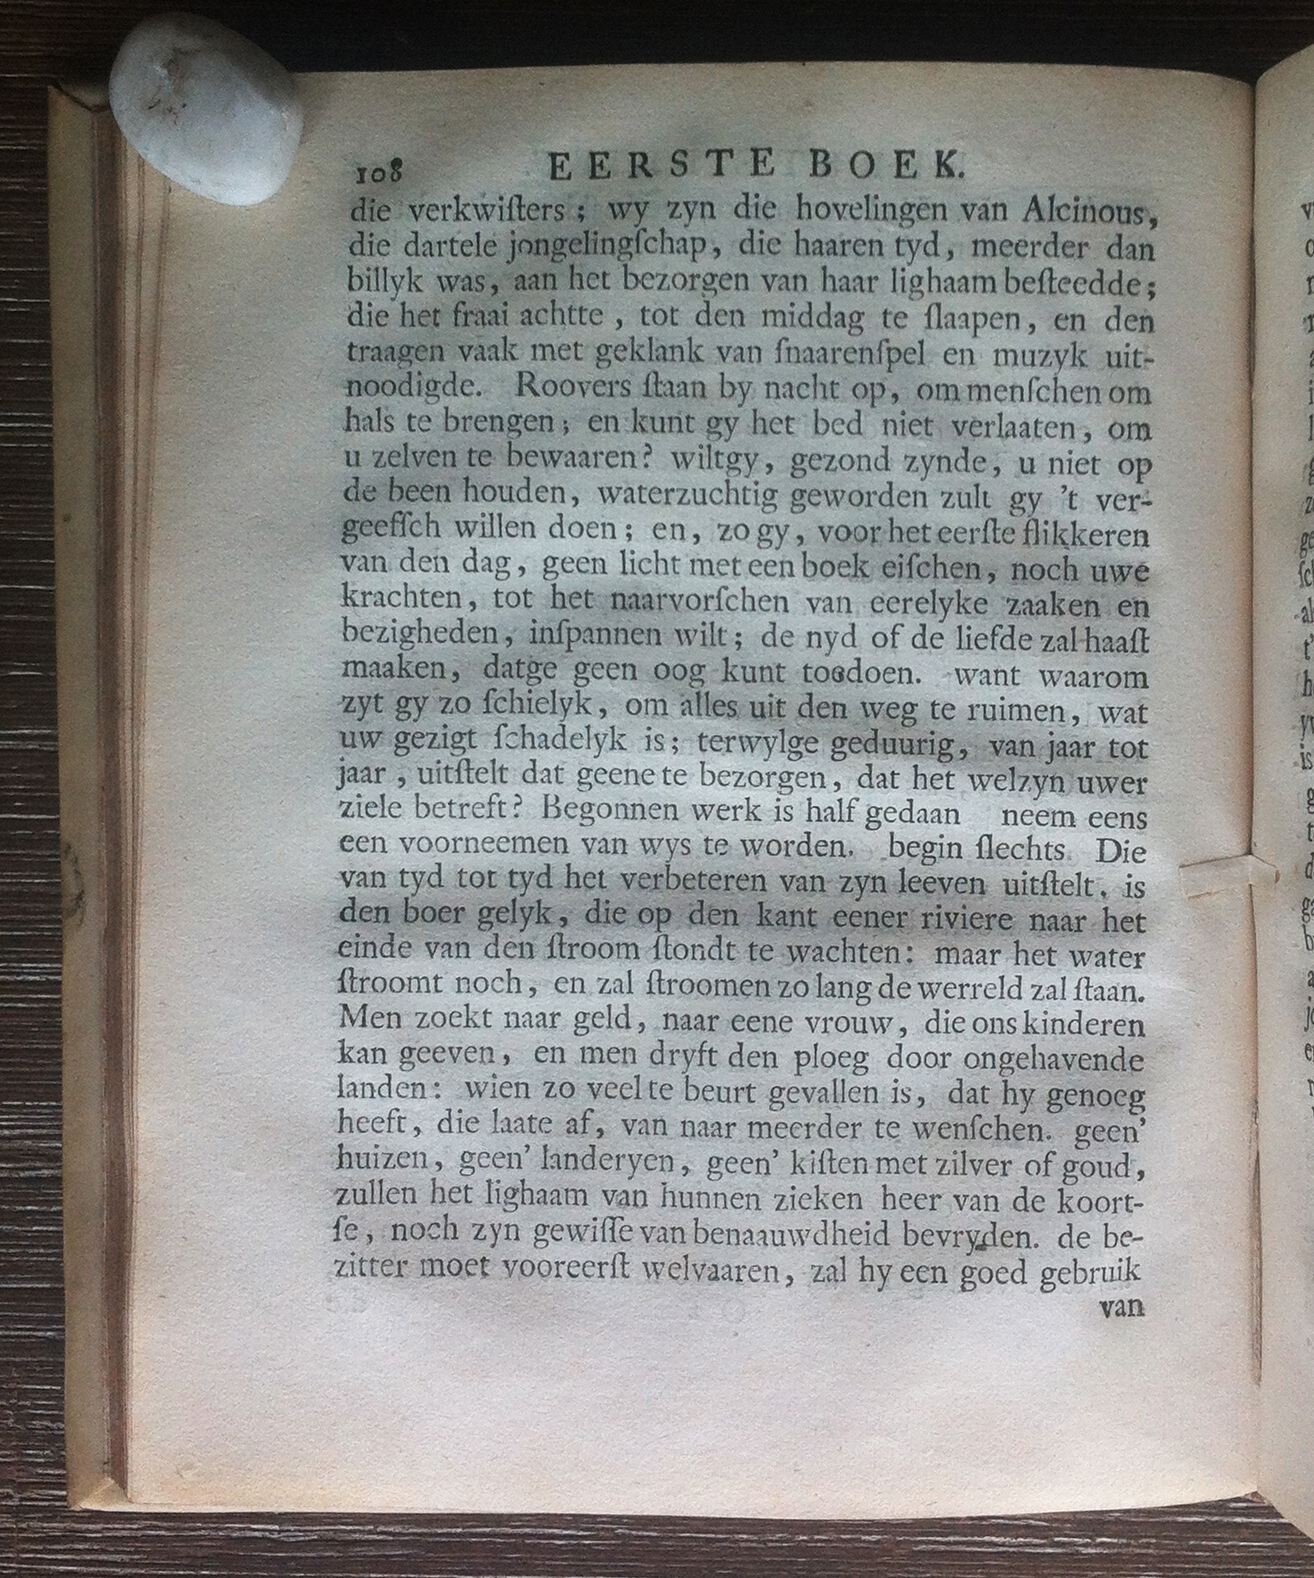 108 EERSTE BOEK.
die verkwiſters; wy zyn die hovelingen van Alcinous,
die dartele jongelingſchap, die haaren tyd, meerder dan
billyk was, aan het bezorgen van haar lighaam beſteedde;
die het fraai achtte, tot den middag te ſlaapen, en den
traagen vaak met geklank van ſnaarenſpel en muzyk uit-
noodigde. Roovers ſtaan by nacht op, om menſchen om
hals te brengen; en kunt gy het bed niet verlaaten, om
u zelven te bewaaren? wiltgy, gezond zynde, u niet op
de been houden, waterzuchtig geworden zult gy 't ver-
geefſch willen doen; en, zo gy, voor het eerſte flikkeren
van den dag, geen licht met een boek eiſchen, noch uwe
krachten, tot het naarvorſchen van eerelyke zaaken en
bezigheden, inſpannen wilt; de nyd of de liefde zal haaſt
maaken, datge geen oog kunt toedoen. want waarom
zyt gy zo ſchielyk, om alles uit den weg te ruimen, wat
uw gezigt ſchadelyk is; terwylge geduurig, van jaar tot
jaar, uitſtelt dat geene te bezorgen, dat het welzyn uwer
ziele betreft? Begonnen werk is half gedaan neem eens
een voorneemen van wys te worden. begin ſlechts. Die
van tyd tot tyd het verbeteren van zyn leeven uitſtelt, is
den boer gelyk, die op den kant eener riviere naar het
einde van den ſtroom ſtondt te wachten: maar het water
ſtroomt noch, en zal ſtroomen zo lang de werreld zal ſtaan.
Men zoekt naar geld, naar eene vrouw, die ons kinderen
kan geeven, en men dryft den ploeg door ongehavende
landen: wien zo veel te beurt gevallen is, dat hy genoeg
heeft, die laate af, van naar meerder te wenſchen. geen'
huizen, geen' landeryen, geen' kiſten met zilver of goud,
zullen het lighaam van hunnen zieken heer van de koort-
ſe, noch zyn gewiſſe van benaauwdheid bevryden. de be-
zitter moet vooreerſt welvaaren, zal hy een goed gebruik
van